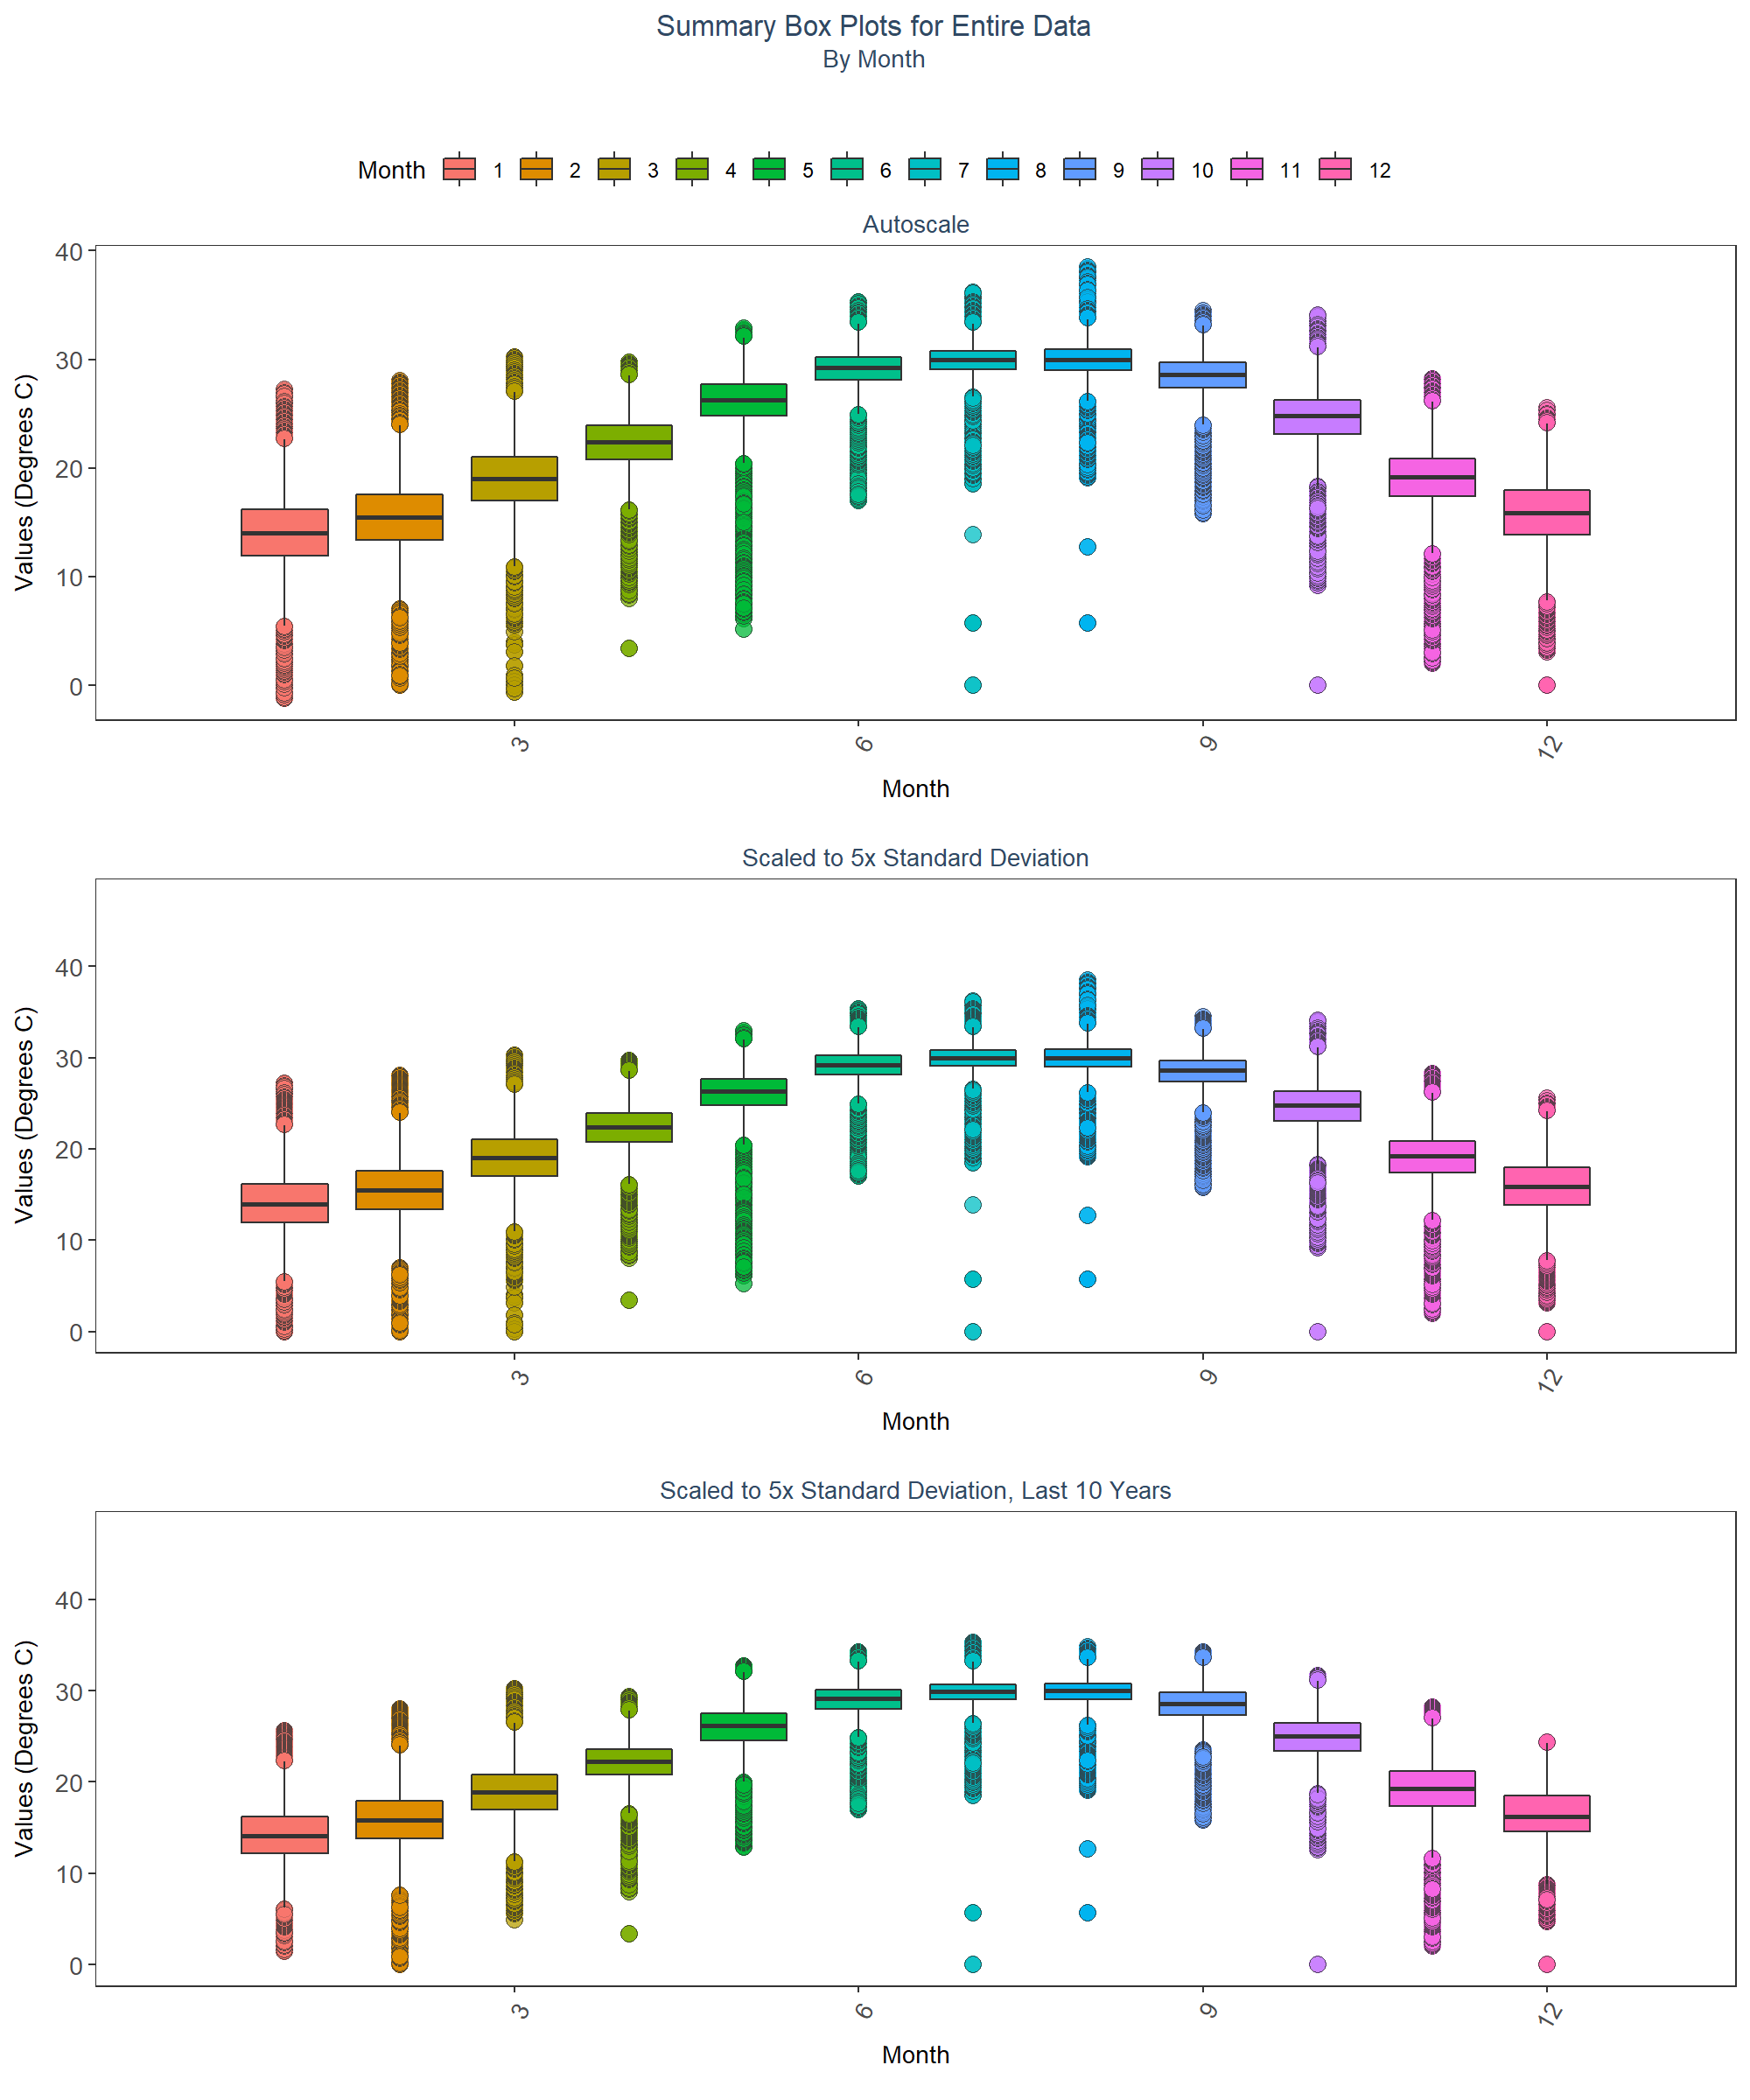 Summary Box Plots for Entire Data
By Month
Month 1 2 3 4 5 6 7 8 9 10 11 12
Autoscale
Values (Degrees C)
40
30
20
10
0
3 6 9 12
Month
Scaled to 5x Standard Deviation
Values (Degrees C)
40
30
20
10
0
3 6 9 12
Month
Scaled to 5x Standard Deviation, Last 10 Years
Values (Degrees C)
40
30
20
10
0
3 6 9 12
Month